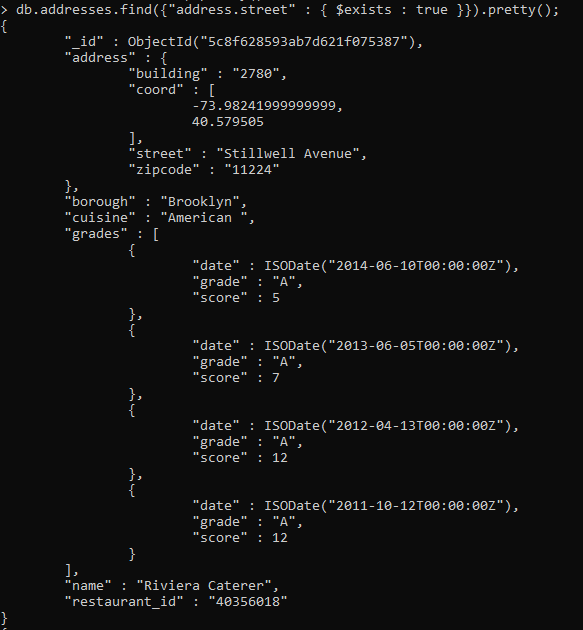 > db.addresses.find({"address.street" : { $exists : true }}).pretty();
{
        "_id" : ObjectId("5c8f628593ab7d621f075387"),
        "address" : {
                "building" : "2780",
                "coord" : [
                        -73.98241999999999,
                        40.579505
                ],
                "street" : "Stillwell Avenue",
                "zipcode" : "11224"
        },
        "borough" : "Brooklyn",
        "cuisine" : "American ",
        "grades" : [
                {
                        "date" : ISODate("2014-06-10T00:00:00Z"),
                        "grade" : "A",
                        "score" : 5
                },
                {
                        "date" : ISODate("2013-06-05T00:00:00Z"),
                        "grade" : "A",
                        "score" : 7
                },
                {
                        "date" : ISODate("2012-04-13T00:00:00Z"),
                        "grade" : "A",
                        "score" : 12
                },
                {
                        "date" : ISODate("2011-10-12T00:00:00Z"),
                        "grade" : "A",
                        "score" : 12
                }
        ],
        "name" : "Riviera Caterer",
        "restaurant_id" : "40356018"
}